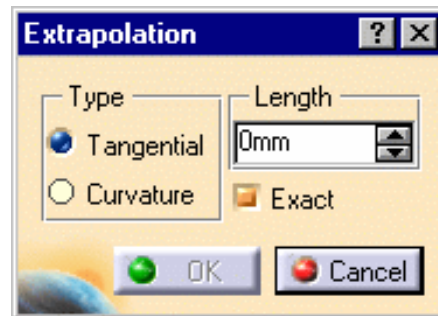 Extrapolation ?
Type
Tangential
Curvature
Length
0mm
Exact
OK Cancel